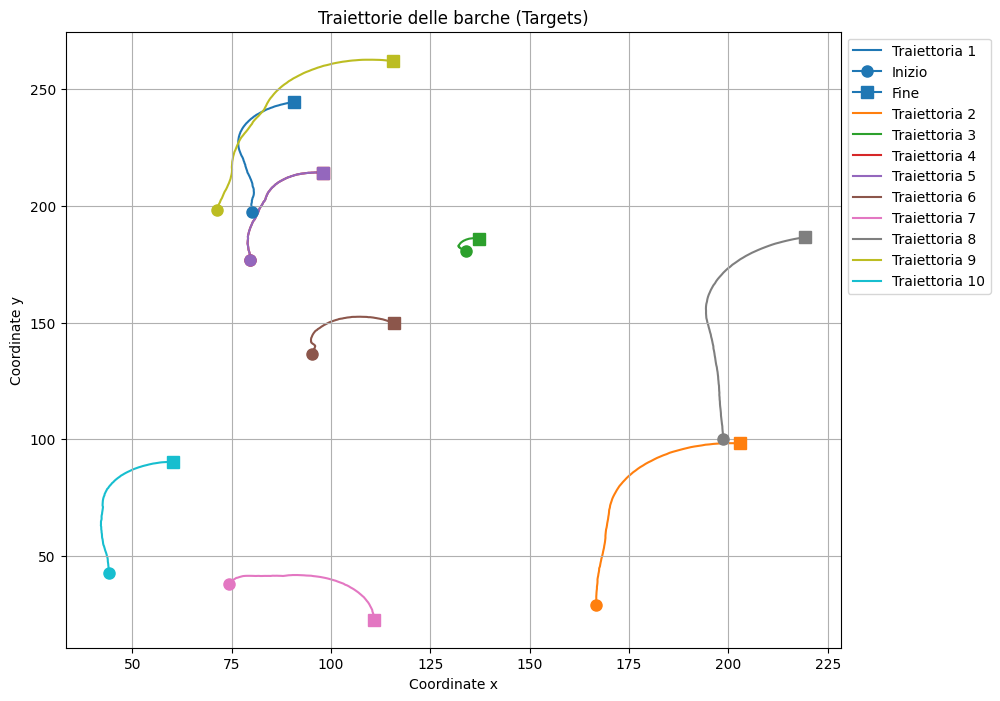 Traiettorie delle barche (Targets)
Coordinate y
250
200
150
100
50
50
75
100
125
150
175
200
225
Coordinate x
Traiettoria 1
Inizio
Fine
Traiettoria 2
Traiettoria 3
Traiettoria 4
Traiettoria 5
Traiettoria 6
Traiettoria 7
Traiettoria 8
Traiettoria 9
Traiettoria 10